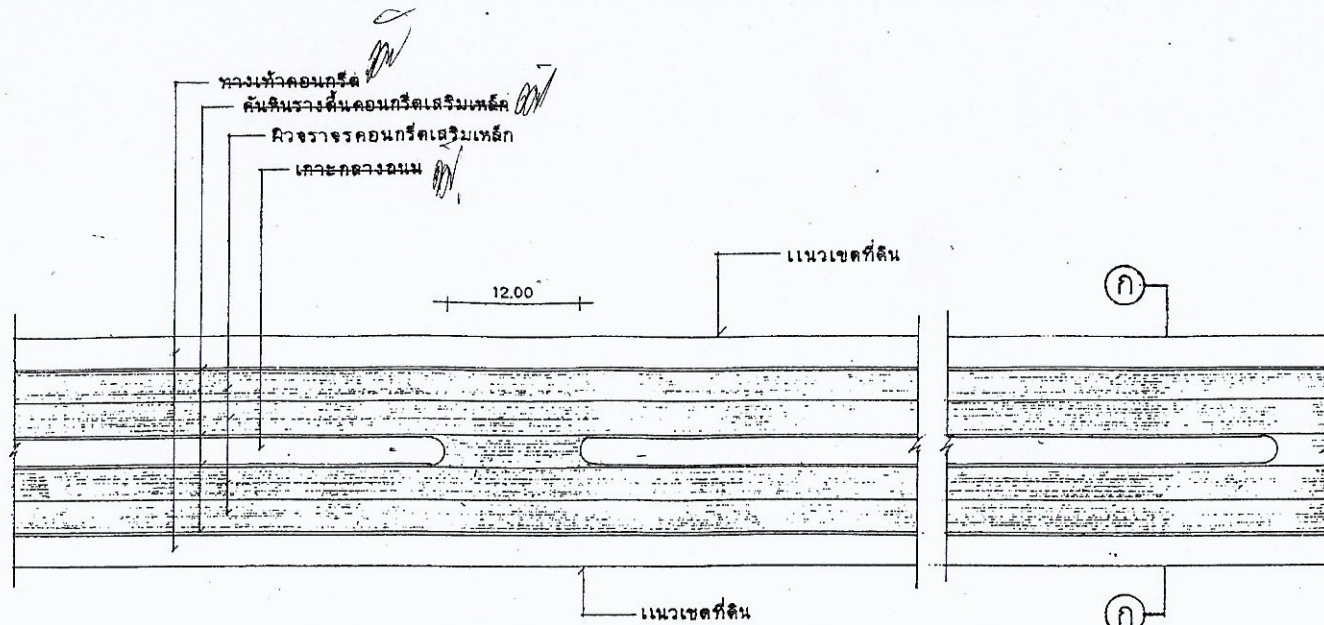 ทางเท้าคอนกรีต
คันหินรางตื้นคอนกรีตเสริมเหล็ก
ผิวจราจรคอนกรีตเสริมเหล็ก
เกาะกลางถนน
แนวเขตที่ดิน
12.00
ก
แนวเขตที่ดิน
ก